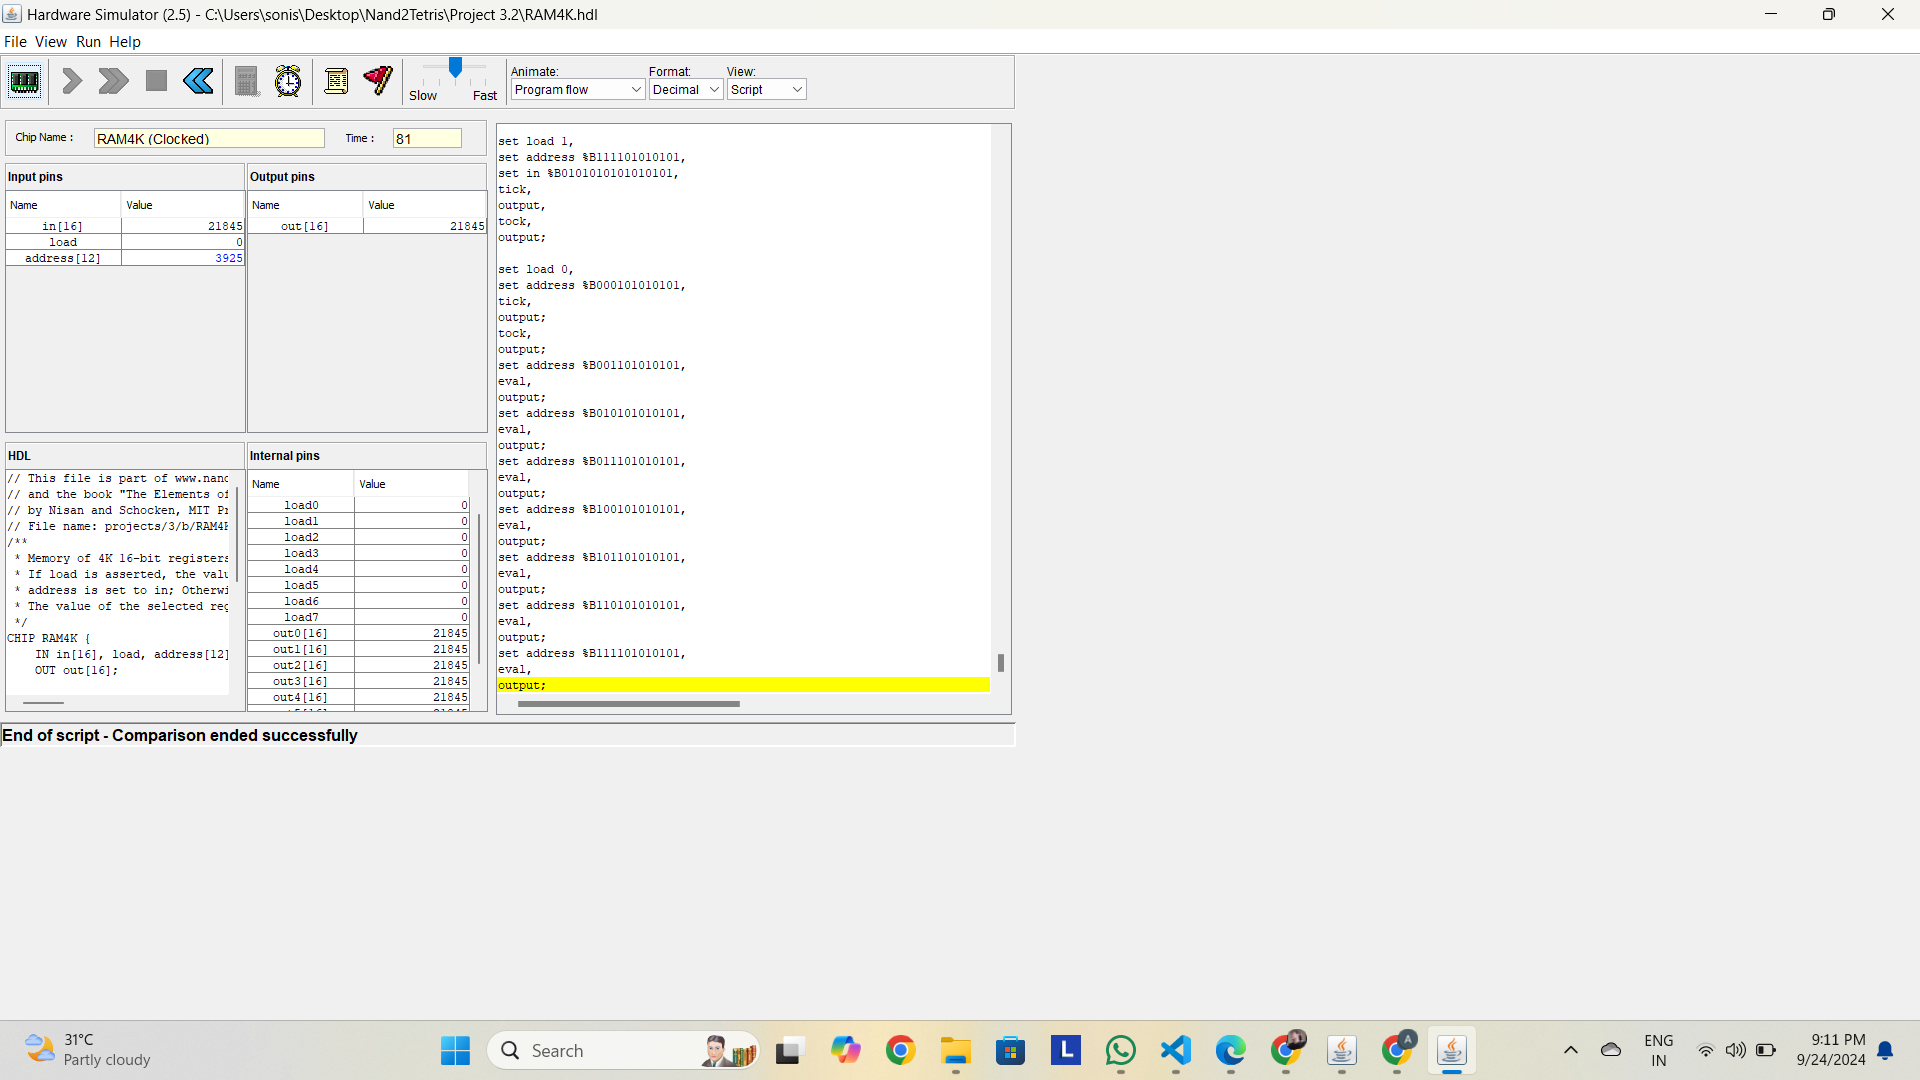 Hardware Simulator (2.5) - C:\Users\sonis\Desktop\Nand2Tetris\Project 3.2\RAM4K.hdl
File View Run Help
Slow Fast
Animate: Format: View:
Program flow Decimal Script
Chip Name : RAM4K (Clocked) Time : 81
Input pins
Name Value
in[16] 21845
load 0
address[12] 3925
Output pins
Name Value
out[16] 21845
HDL
// This file is part of www.nand
// and the book "The Elements of
// by Nisan and Schocken, MIT Pr
// File name: projects/3/b/RAM4K
/**
* Memory of 4K 16-bit registers
* If load is asserted, the valu
* address is set to in; Otherwi
* The value of the selected reg
*/
CHIP RAM4K {
IN in[16], load, address[12]
OUT out[16];
Internal pins
Name Value
load0 0
load1 0
load2 0
load3 0
load4 0
load5 0
load6 0
load7 0
out0[16] 21845
out1[16] 21845
out2[16] 21845
out3[16] 21845
out4[16] 21845
set load 1,
set address %B111101010101,
set in %B0101010101010101,
tick,
output,
tock,
output;
set load 0,
set address %B000101010101,
tick,
output;
tock,
output;
set address %B001101010101,
eval,
output;
set address %B010101010101,
eval,
output;
set address %B011101010101,
eval,
output;
set address %B100101010101,
eval,
output;
set address %B101101010101,
eval,
output;
set address %B110101010101,
eval,
output;
set address %B111101010101,
eval,
output;
End of script - Comparison ended successfully
31°C
Partly cloudy
Search
L
A
ENG
IN
9:11 PM
9/24/2024